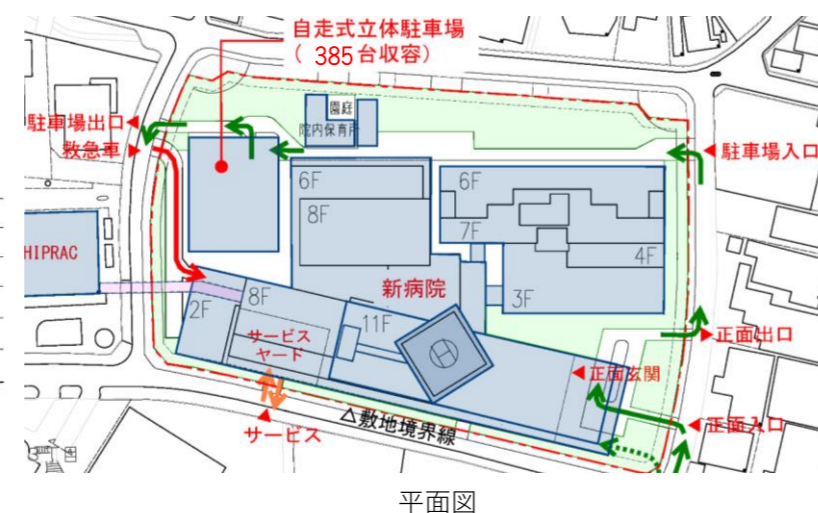 自走式立体駐車場
( 385台収容)
園庭
院内保育所
駐車場出口
救急車
駐車場入口
6F
8F
6F
7F
4F
3F
HIPRAC
新病院
2F
8F
サービス
ヤード
11F
H
正面出口
正面玄関
正面入口
サービス
△敷地境界線
平面図